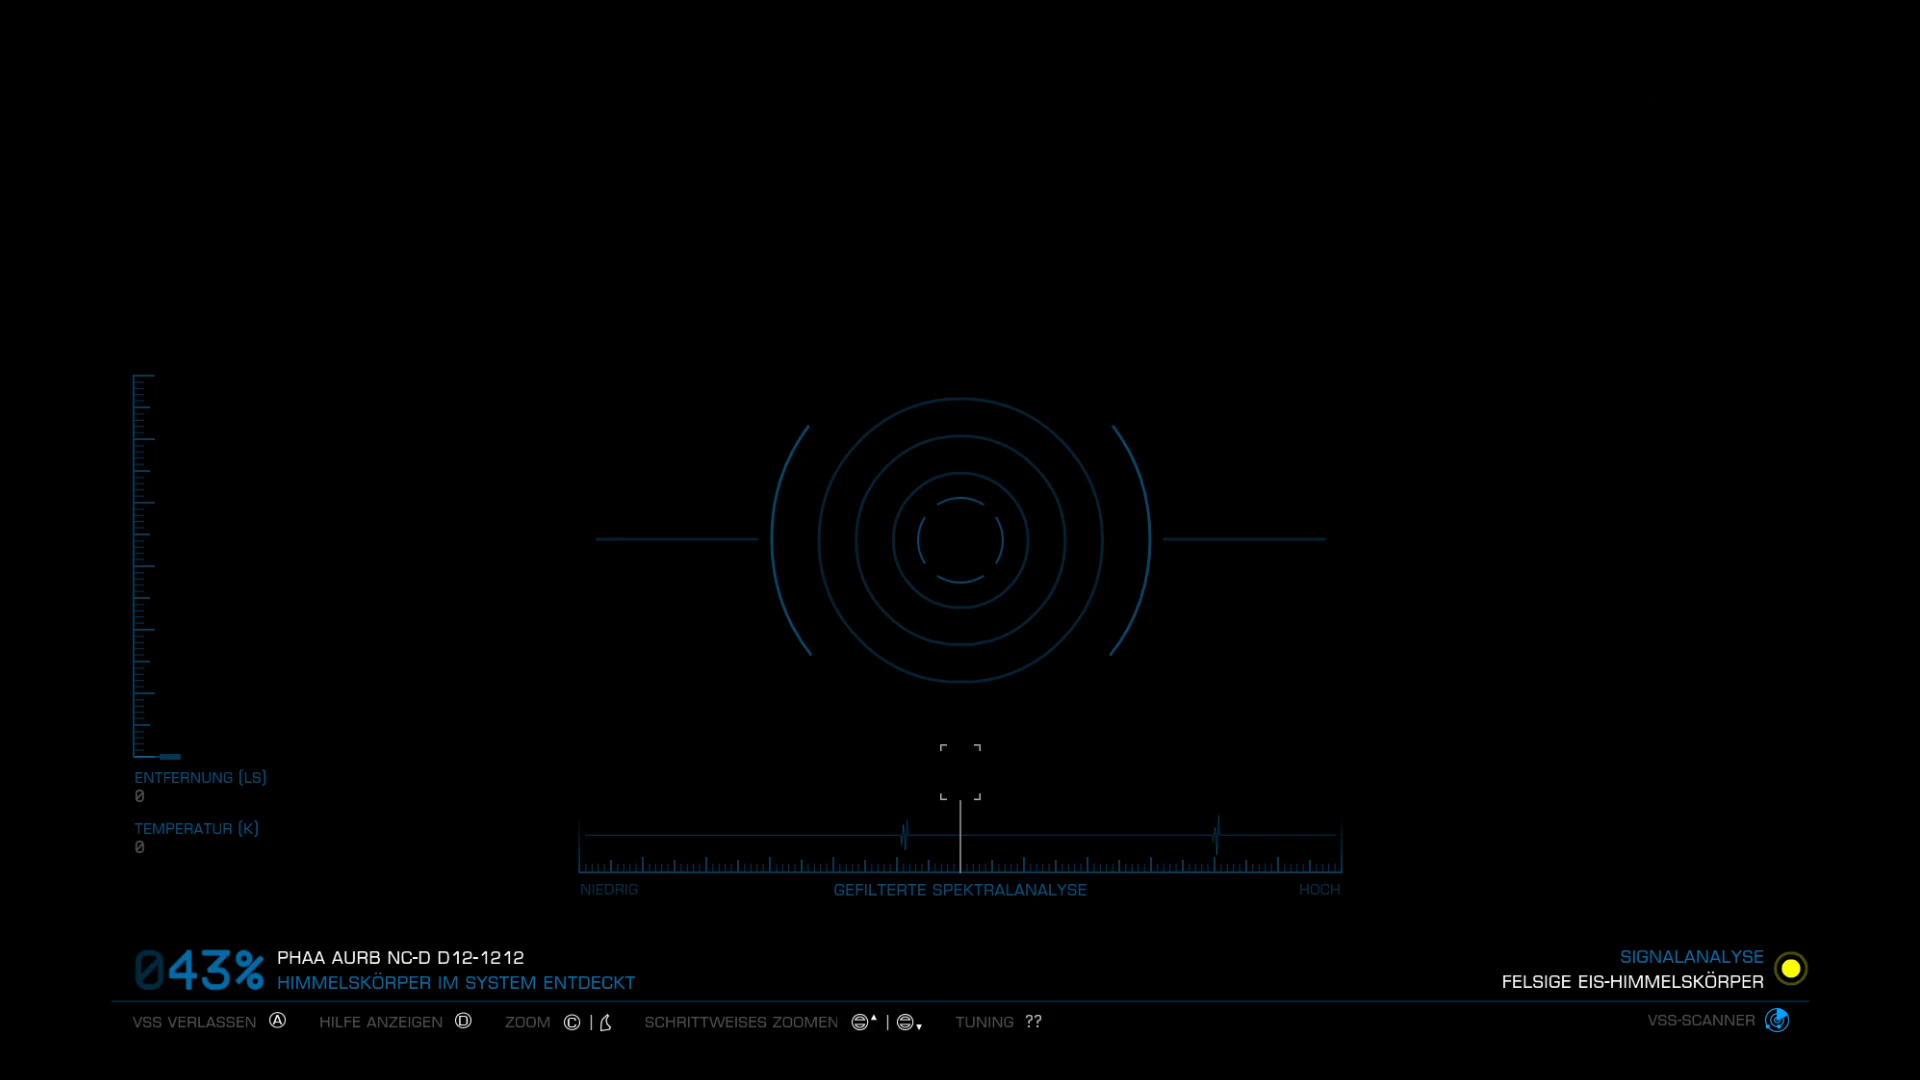 ENTFERNUNG (LS)
0
TEMPERATUR (K)
0
NIEDRIG GEFILTERTE SPEKTRALANALYSE HOCH
043% PHAA AURB NC-D D12-1212
HIMMELSKÖRPER IM SYSTEM ENTDECKT
SIGNALANALYSE
FELSIGE EIS-HIMMELSKÖRPER
VSS VERLASSEN A HILFE ANZEIGEN D ZOOM C | SCHRITTWEISES ZOOMEN | TUNING ??
VSS-SCANNER